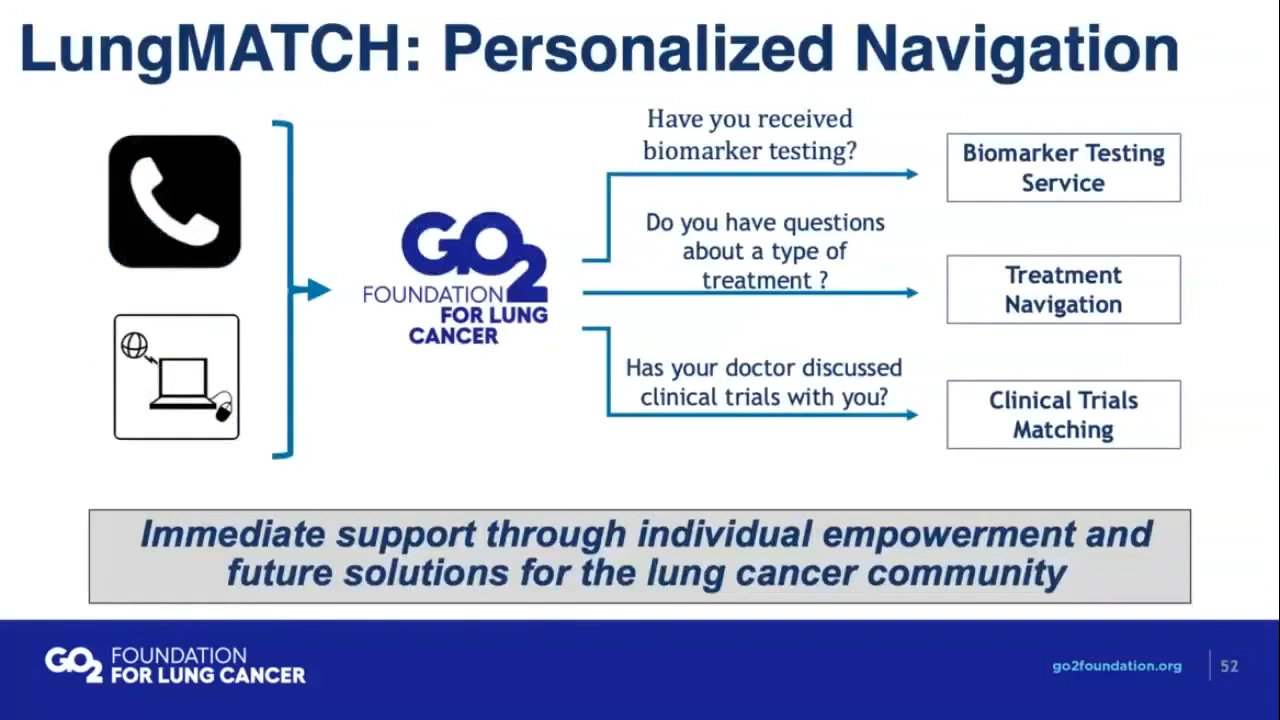 LungMATCH: Personalized Navigation
Have you received
biomarker testing?
Biomarker Testing
Service
Do you have questions
about a type of
treatment ?
Treatment
Navigation
GO2
FOUNDATION
FOR LUNG
CANCER
Has your doctor discussed
clinical trials with you?
Clinical Trials
Matching
Immediate support through individual empowerment and
future solutions for the lung cancer community
GO2 FOUNDATION
FOR LUNG CANCER
go2foundation.org
52